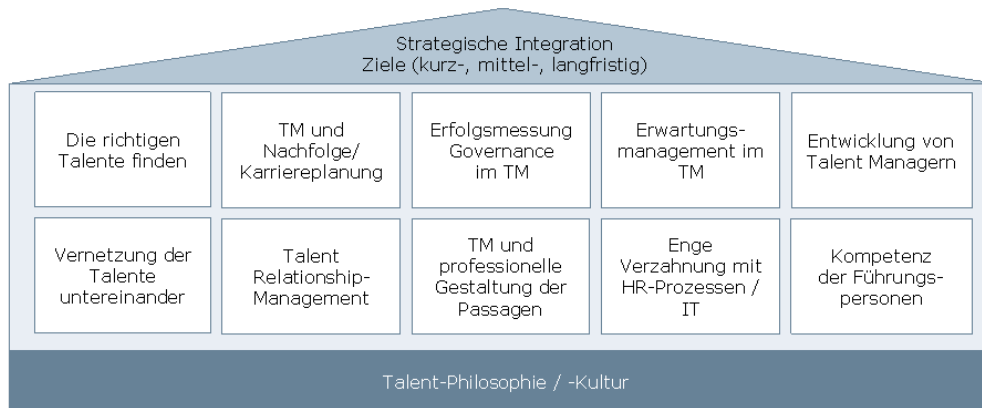 Strategische Integration
Ziele (kurz-, mittel-, langfristig)
Die richtigen
Talente finden
TM und
Nachfolge/
Karriereplanung
Erfolgsmessung
Governance
im TM
Erwartungs-
management im
TM
Entwicklung von
Talent Managern
Vernetzung der
Talente
untereinander
Talent
Relationship-
Management
TM und
professionelle
Gestaltung der
Passagen
Enge
Verzahnung mit
HR-Prozessen /
IT
Kompetenz
der Führungs-
personen
Talent-Philosophie / -Kultur